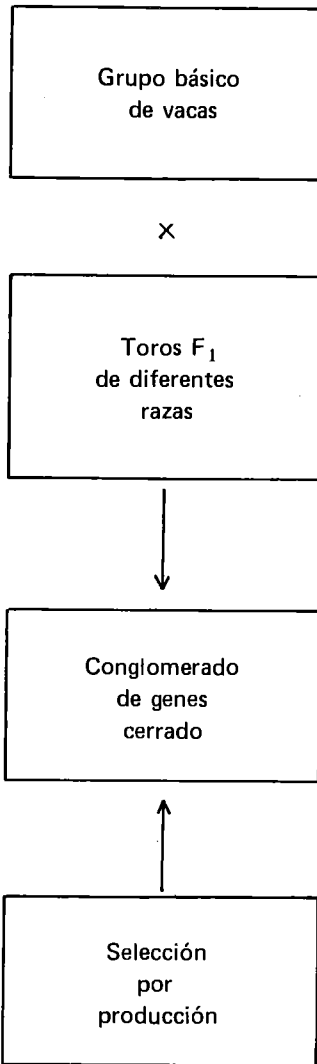 Grupo básico
de vacas
×
Toros F₁
de diferentes
razas
Conglomerado
de genes
cerrado
Selección
por
producción